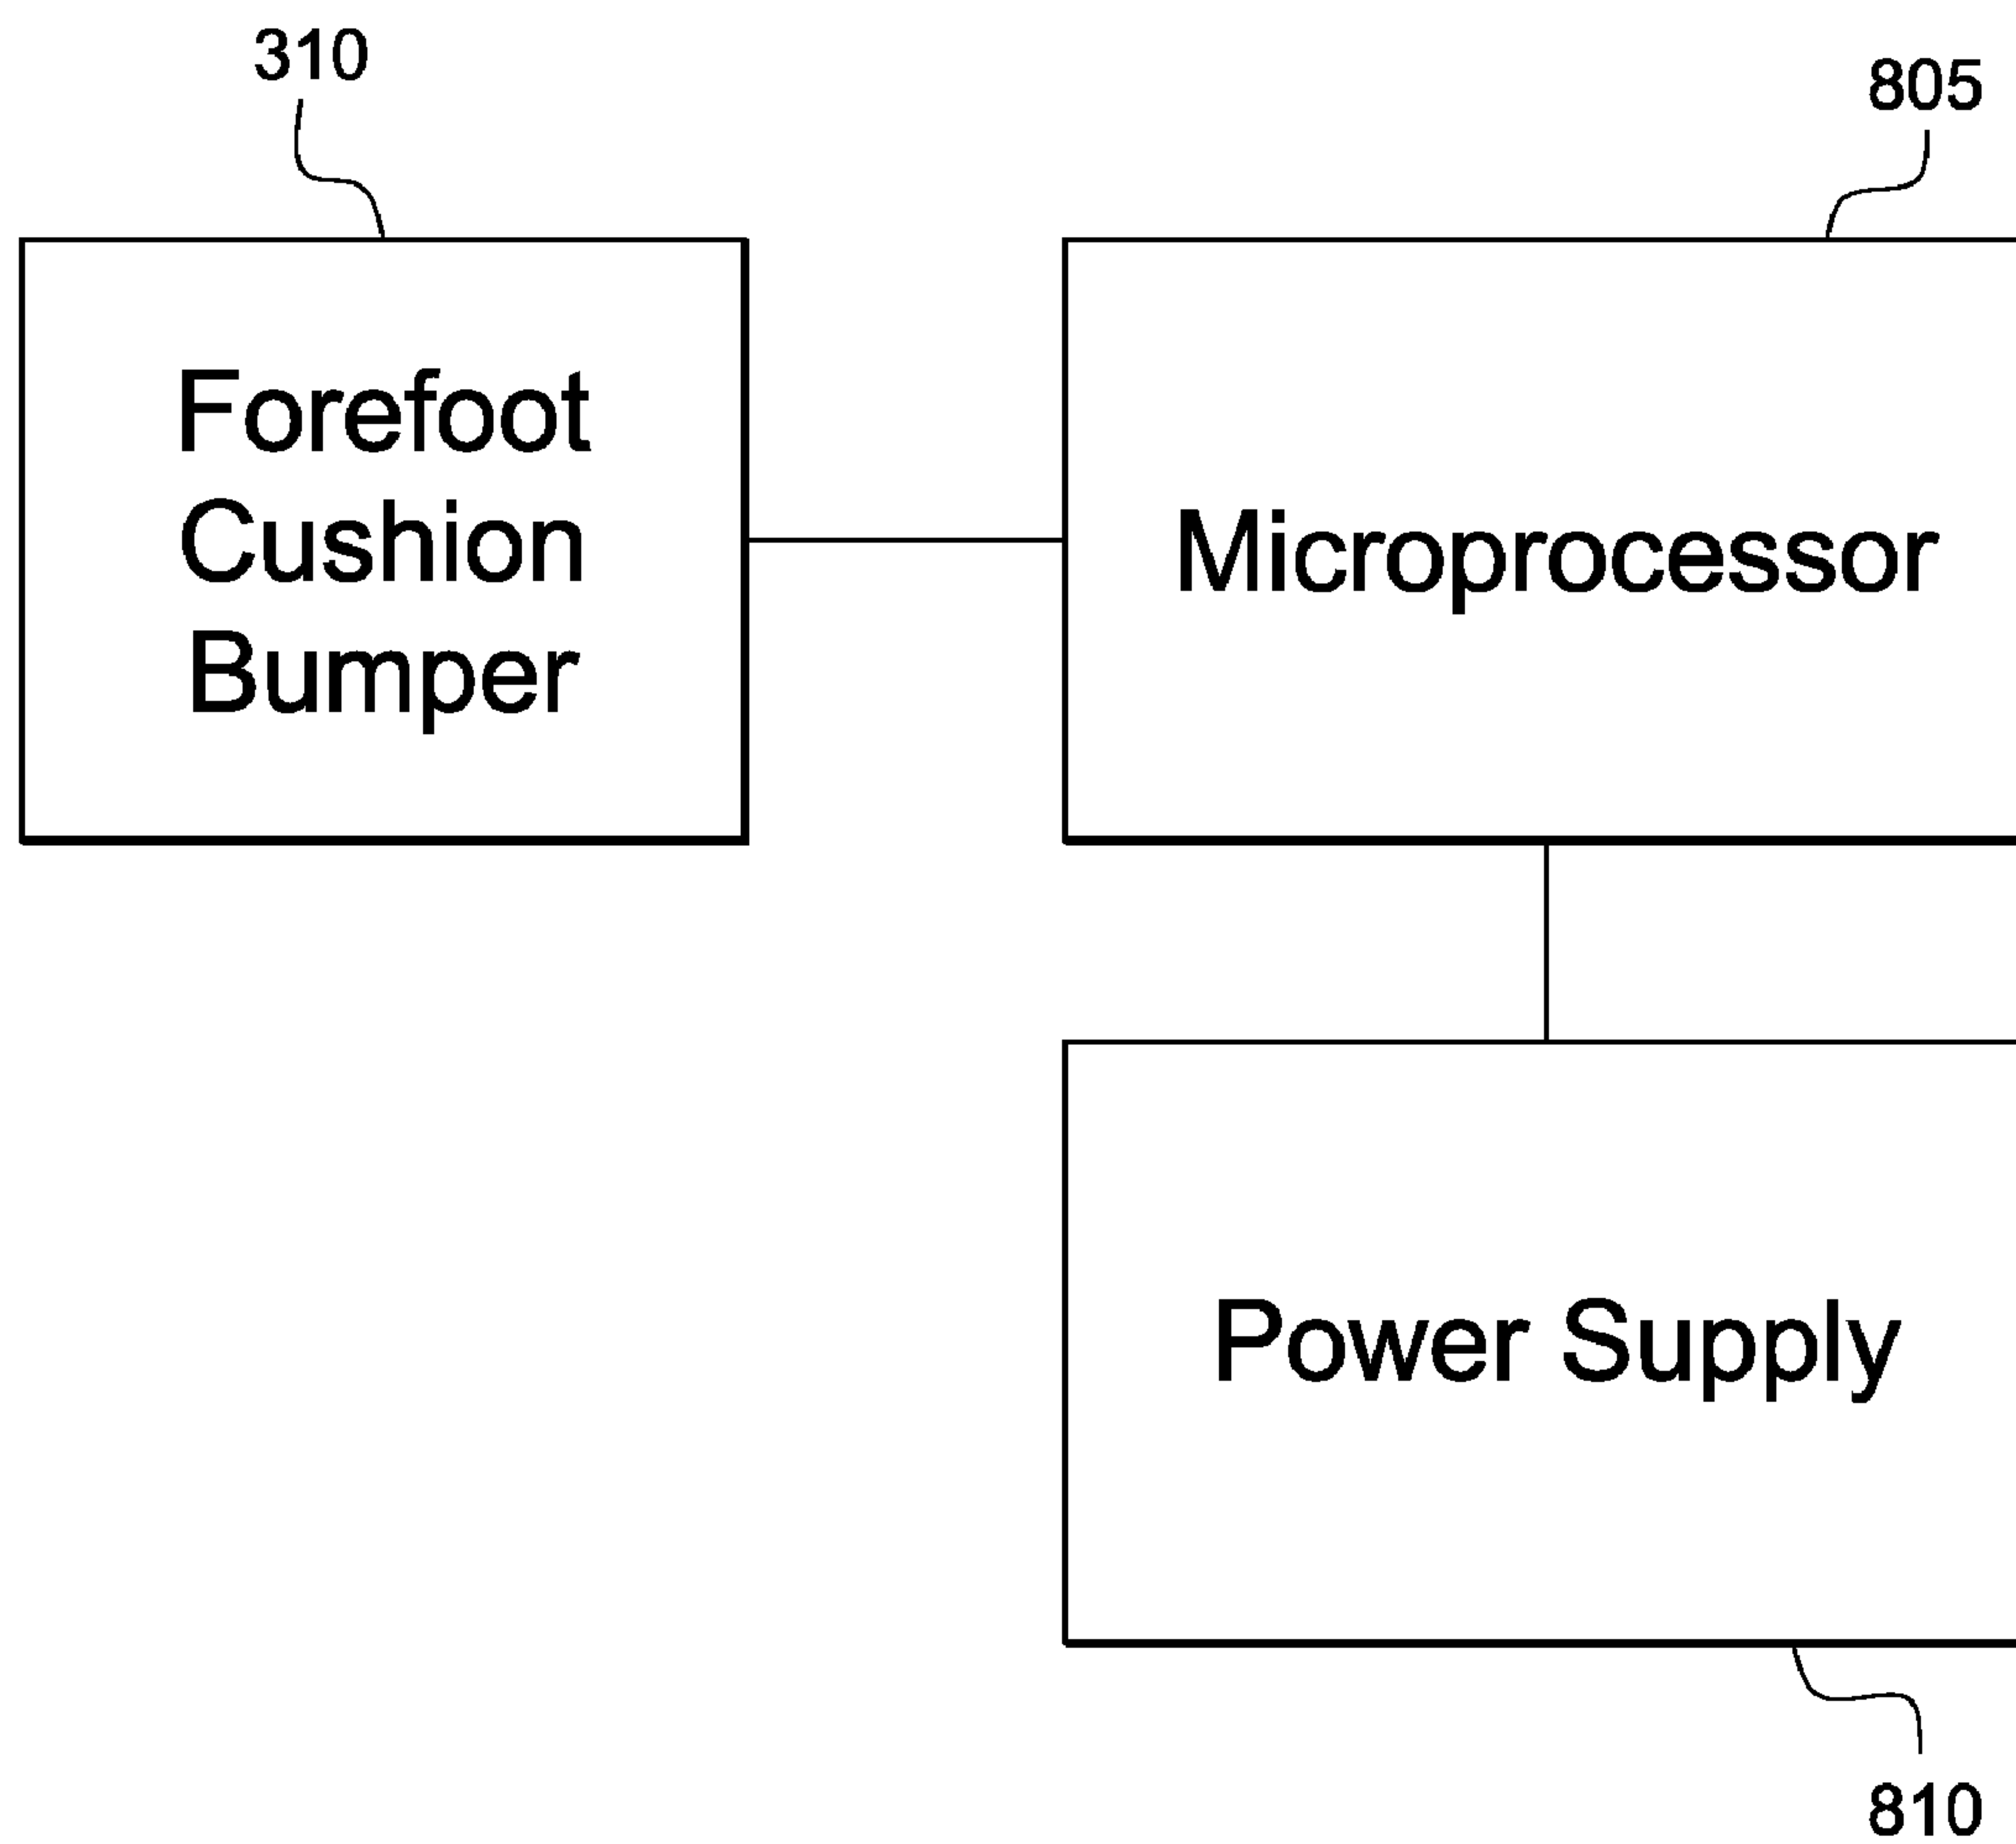 310
805
Forefoot
Cushion
Bumper
Microprocessor
Power Supply
810